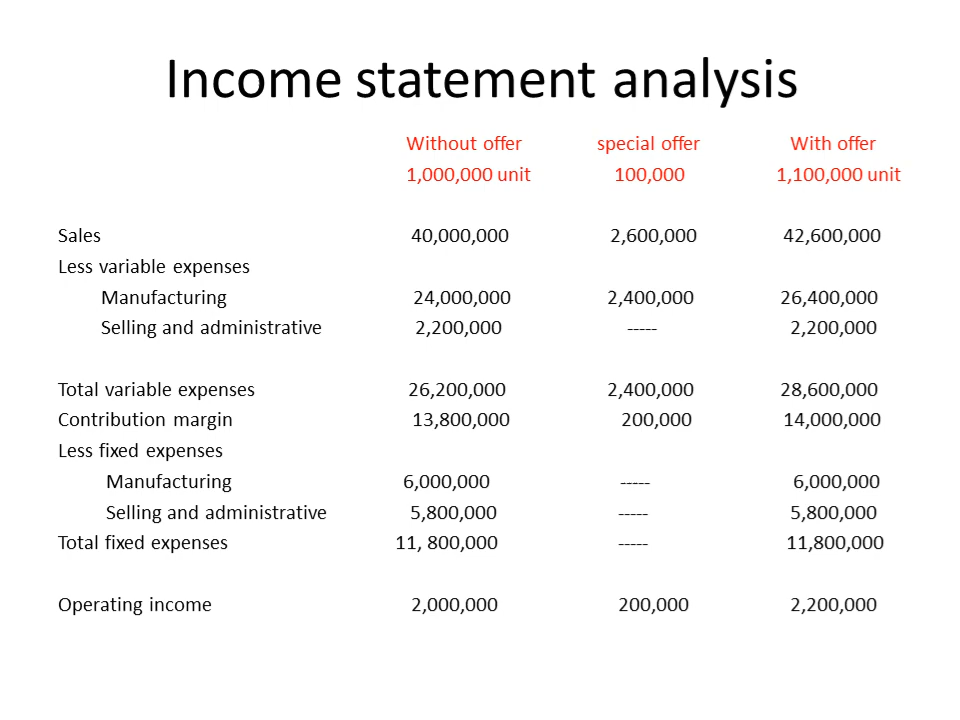 Income statement analysis
Without offer special offer With offer
1,000,000 unit 100,000 1,100,000 unit
Sales 40,000,000 2,600,000 42,600,000
Less variable expenses
Manufacturing 24,000,000 2,400,000 26,400,000
Selling and administrative 2,200,000 ----- 2,200,000
Total variable expenses 26,200,000 2,400,000 28,600,000
Contribution margin 13,800,000 200,000 14,000,000
Less fixed expenses
Manufacturing 6,000,000 ----- 6,000,000
Selling and administrative 5,800,000 ----- 5,800,000
Total fixed expenses 11, 800,000 ----- 11,800,000
Operating income 2,000,000 200,000 2,200,000